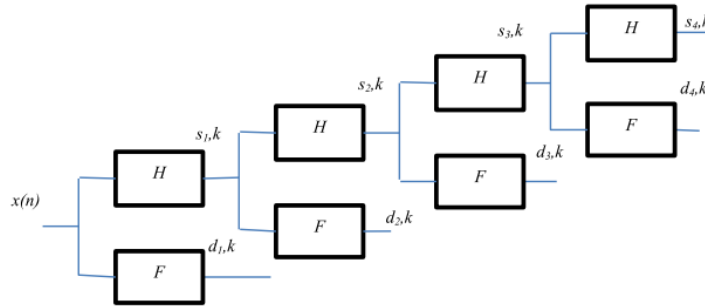 H
s₄,k
s₃,k
H
d₄,k
F
s₂,k
H
d₃,k
F
s₁,k
H
d₂,k
F
x(n)
H
d₁,k
F